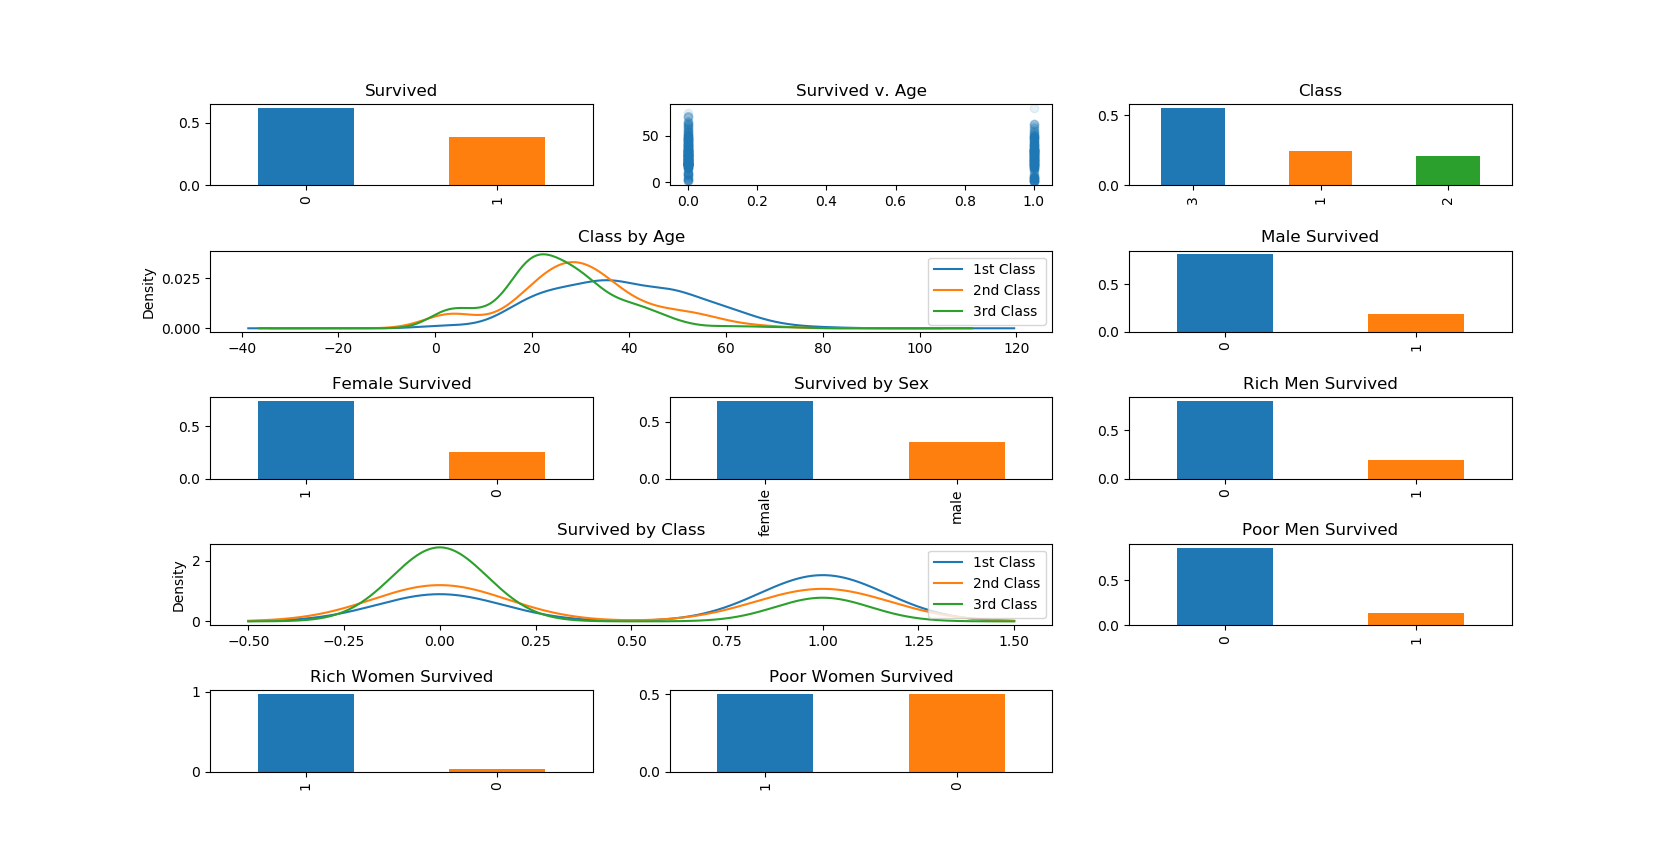 Survived
0.5
0.0
0
1
Survived v. Age
50
0
0.0 0.2 0.4 0.6 0.8 1.0
Class
0.5
0.0
3
1
2
Class by Age
Density
0.025
0.000
1st Class
2nd Class
3rd Class
−40 −20 0 20 40 60 80 100 120
Male Survived
0.5
0.0
0
1
Female Survived
0.5
0.0
1
0
Survived by Sex
0.5
0.0
female
male
Rich Men Survived
0.5
0.0
0
1
Survived by Class
Density
2
0
1st Class
2nd Class
3rd Class
−0.50 −0.25 0.00 0.25 0.50 0.75 1.00 1.25 1.50
Poor Men Survived
0.5
0.0
0
1
Rich Women Survived
1
0
1
0
Poor Women Survived
0.5
0.0
1
0